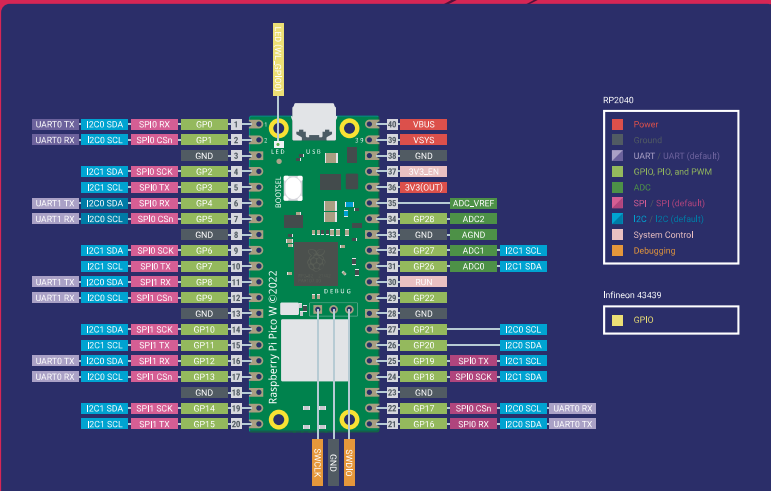 LED (WL_GPIO0)
UART0 TX I2C0 SDA SPI0 RX GP0 1
UART0 RX I2C0 SCL SPI0 CSn GP1 2
GND 3
I2C1 SDA SPI0 SCK GP2 4
I2C1 SCL SPI0 TX GP3 5
UART1 TX I2C0 SDA SPI0 RX GP4 6
UART1 RX I2C0 SCL SPI0 CSn GP5 7
GND 8
I2C1 SDA SPI0 SCK GP6 9
I2C1 SCL SPI0 TX GP7 10
UART1 TX I2C0 SDA SPI1 RX GP8 11
UART1 RX I2C0 SCL SPI1 CSn GP9 12
GND 13
I2C1 SDA SPI1 SCK GP10 14
I2C1 SCL SPI1 TX GP11 15
UART0 TX I2C0 SDA SPI1 RX GP12 16
UART0 RX I2C0 SCL SPI1 CSn GP13 17
GND 18
I2C1 SDA SPI1 SCK GP14 19
I2C1 SCL SPI1 TX GP15 20
1
2
39
LED
USB
BOOTSEL
DEBUG
Raspberry Pi Pico W ©2022
SWCLK
GND
SWDIO
40 VBUS
39 VSYS
38 GND
37 3V3_EN
36 3V3(OUT)
35 ADC_VREF
34 GP28 ADC2
33 GND AGND
32 GP27 ADC1 I2C1 SCL
31 GP26 ADC0 I2C1 SDA
30 RUN
29 GP22
28 GND
27 GP21 I2C0 SCL
26 GP20 I2C0 SDA
25 GP19 SPI0 TX I2C1 SCL
24 GP18 SPI0 SCK I2C1 SDA
23 GND
22 GP17 SPI0 CSn I2C0 SCL UART0 RX
21 GP16 SPI0 RX I2C0 SDA UART0 TX
RP2040
Power
Ground
UART / UART (default)
GPIO, PIO, and PWM
ADC
SPI / SPI (default)
I2C / I2C (default)
System Control
Debugging
Infineon 43439
GPIO